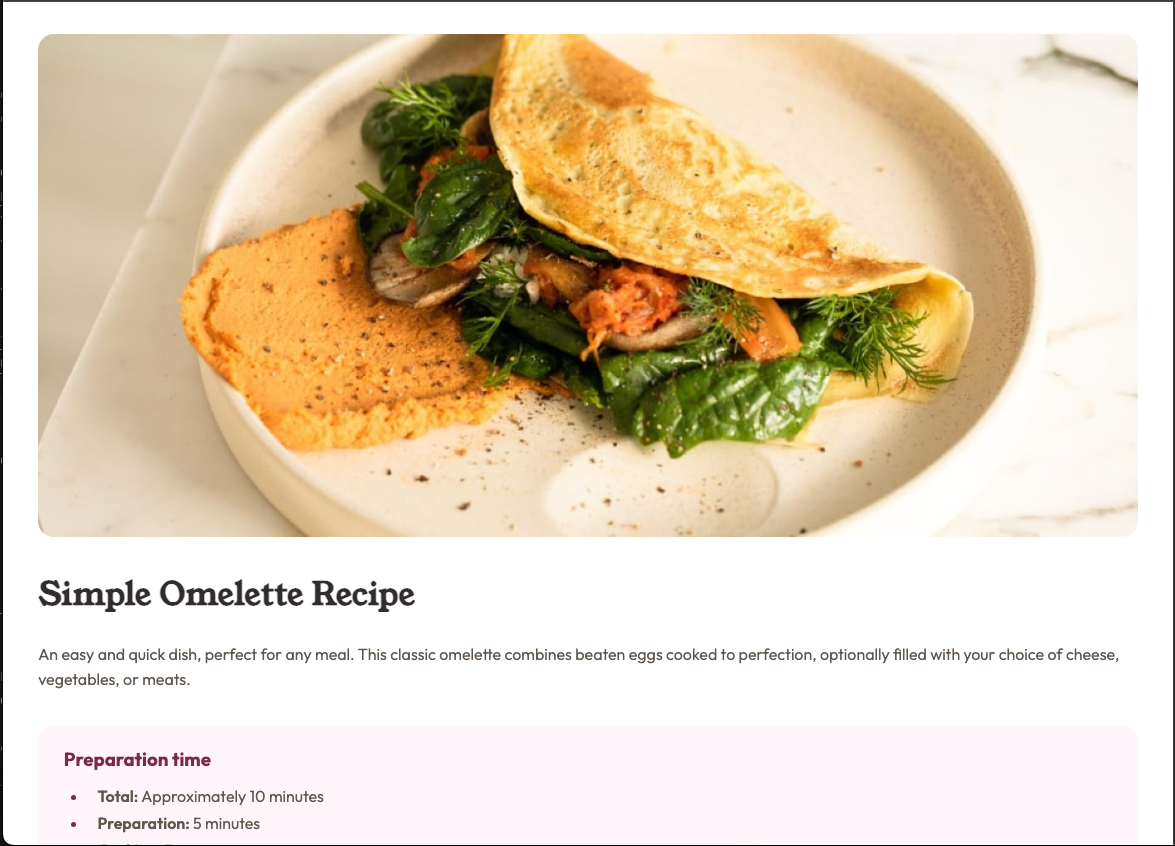 Simple Omelette Recipe
An easy and quick dish, perfect for any meal. This classic omelette combines beaten eggs cooked to perfection, optionally filled with your choice of cheese,
vegetables, or meats.
Preparation time
Total: Approximately 10 minutes
Preparation: 5 minutes